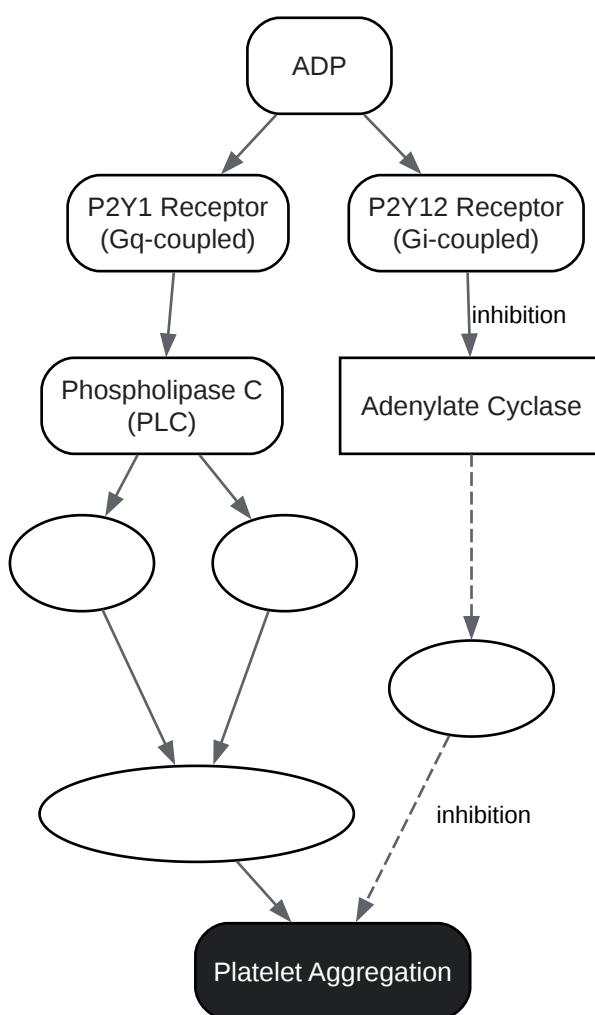 ADP
P2Y1 Receptor
(Gq-coupled)
P2Y12 Receptor
(Gi-coupled)
inhibition
Phospholipase C
(PLC)
Adenylate Cyclase
inhibition
Platelet Aggregation